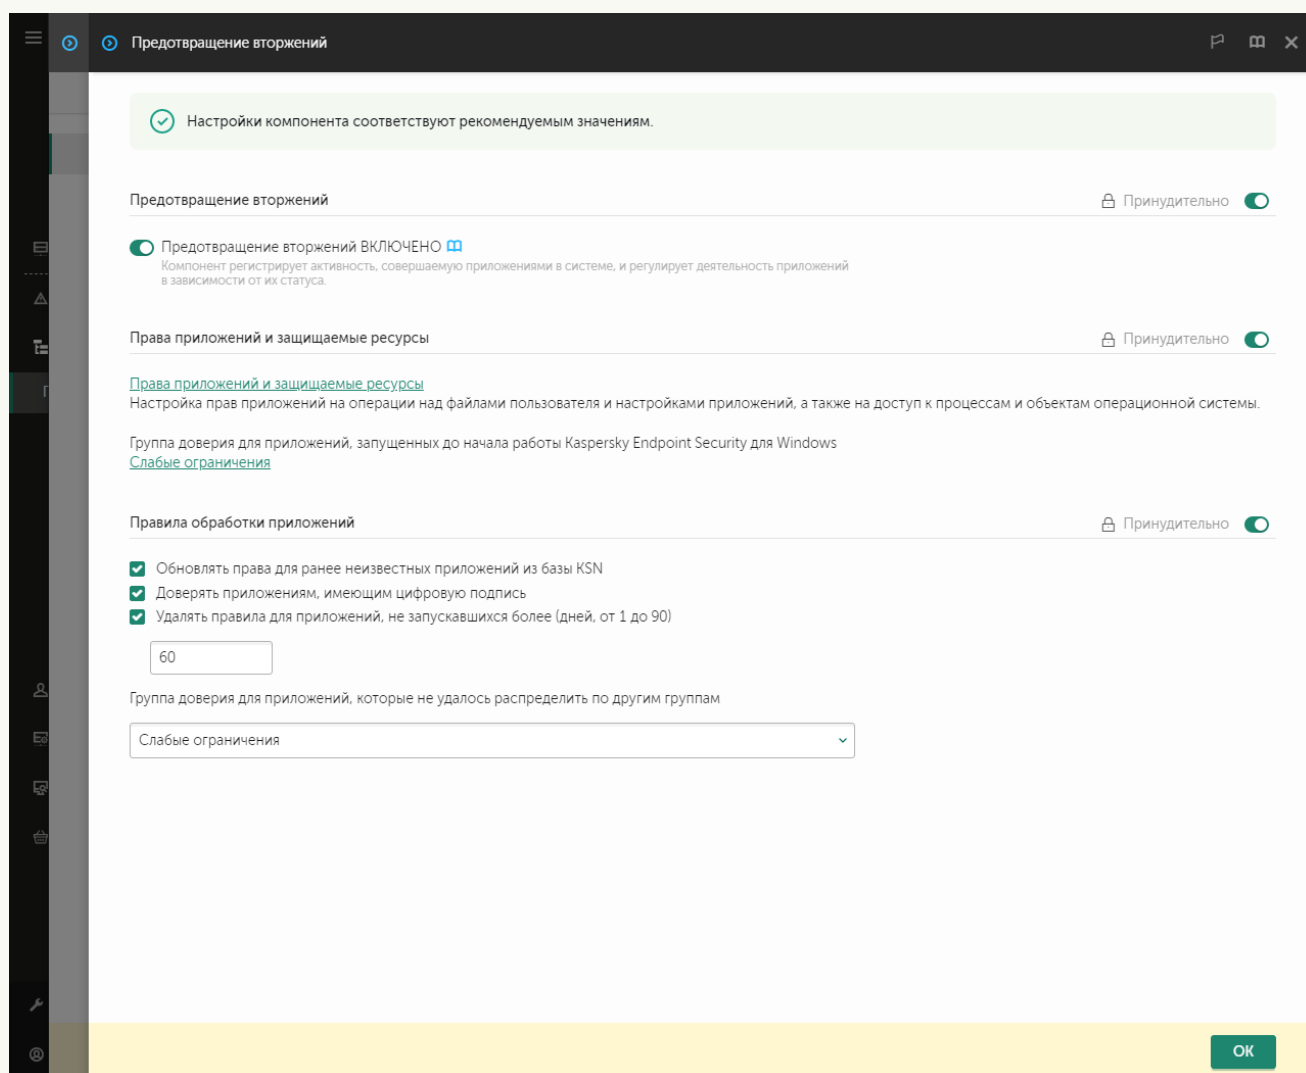 Предотвращение вторжений
Настройки компонента соответствуют рекомендуемым значениям.
Предотвращение вторжений
Принудительно
Предотвращение вторжений ВКЛЮЧЕНО
Компонент регистрирует активность, совершаемую приложениями в системе, и регулирует деятельность приложений
в зависимости от их статуса.
Права приложений и защищаемые ресурсы
Принудительно
Права приложений и защищаемые ресурсы
Настройка прав приложений на операции над файлами пользователя и настройками приложений, а также на доступ к процессам и объектам операционной системы.
Группа доверия для приложений, запущенных до начала работы Kaspersky Endpoint Security для Windows
Слабые ограничения
Правила обработки приложений
Принудительно
Обновлять права для ранее неизвестных приложений из базы KSN
Доверять приложениям, имеющим цифровую подпись
Удалять правила для приложений, не запускавшихся более (дней, от 1 до 90)
60
Группа доверия для приложений, которые не удалось распределить по другим группам
Слабые ограничения
OK